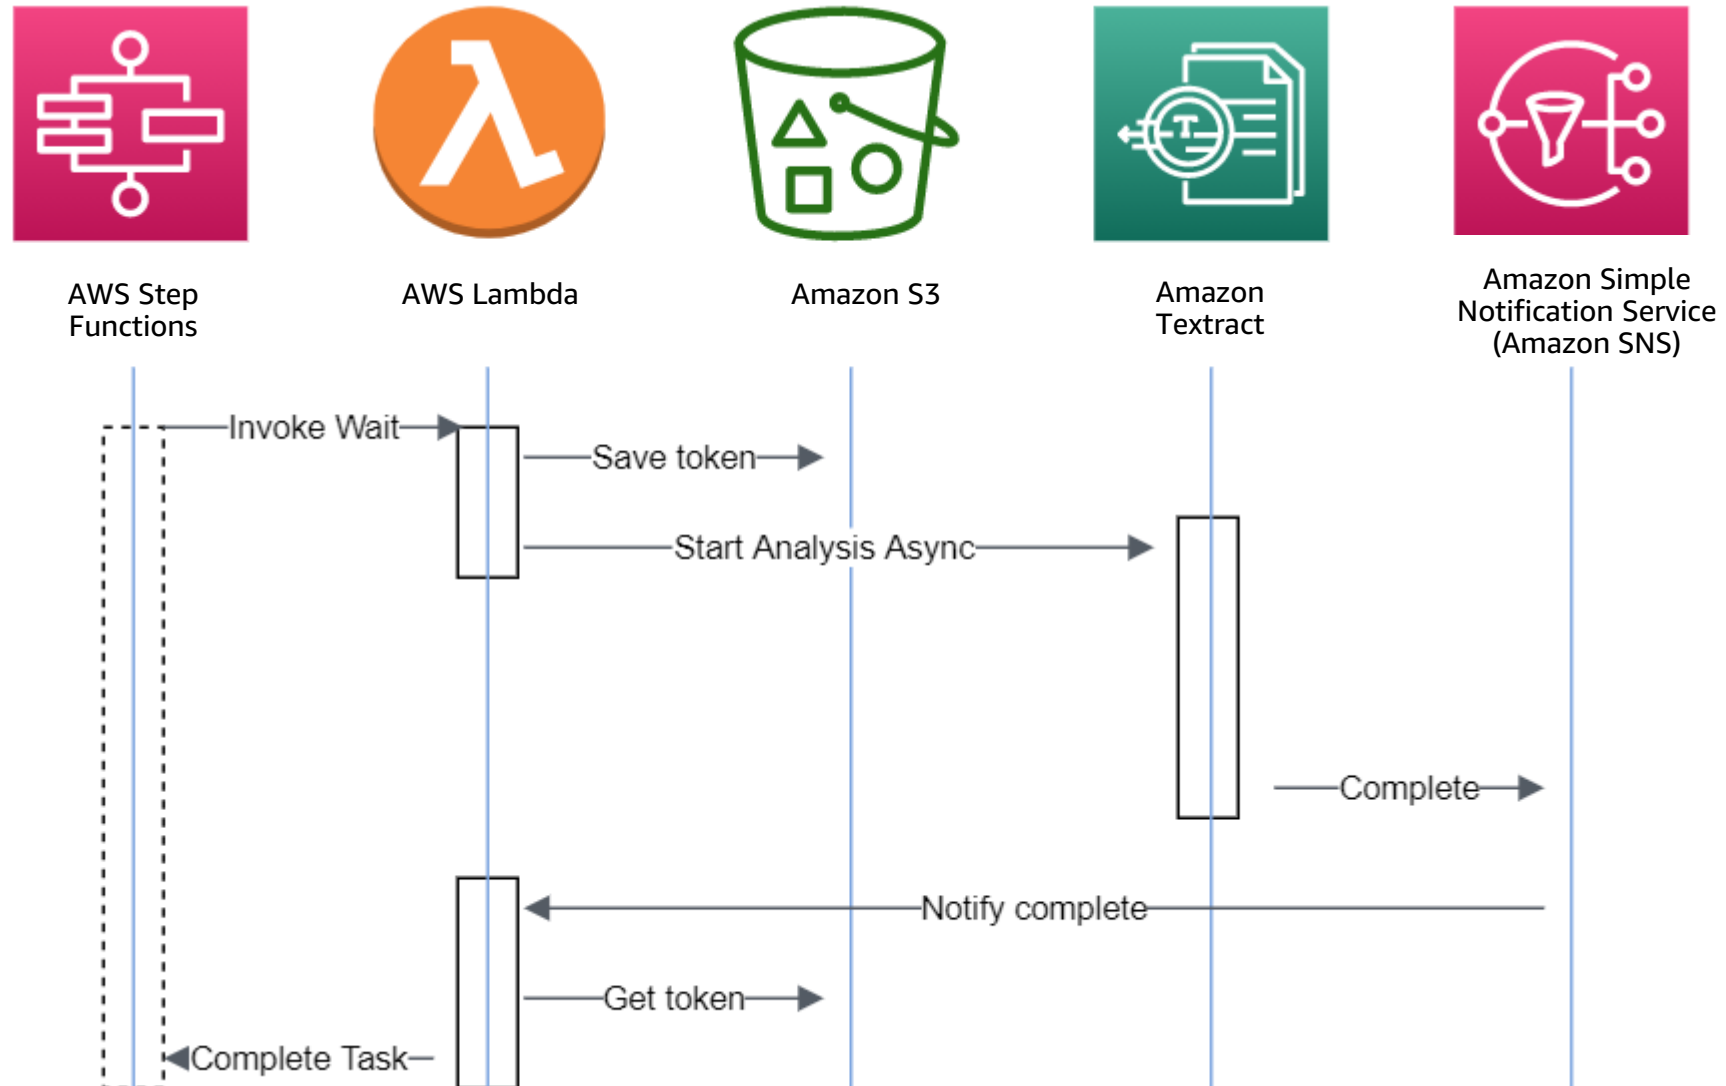 AWS Step
Functions
AWS Lambda
Amazon S3
Amazon
Textract
Amazon Simple
Notification Service
(Amazon SNS)
Invoke Wait
Save token
Start Analysis Async
Complete
Notify complete
Get token
Complete Task